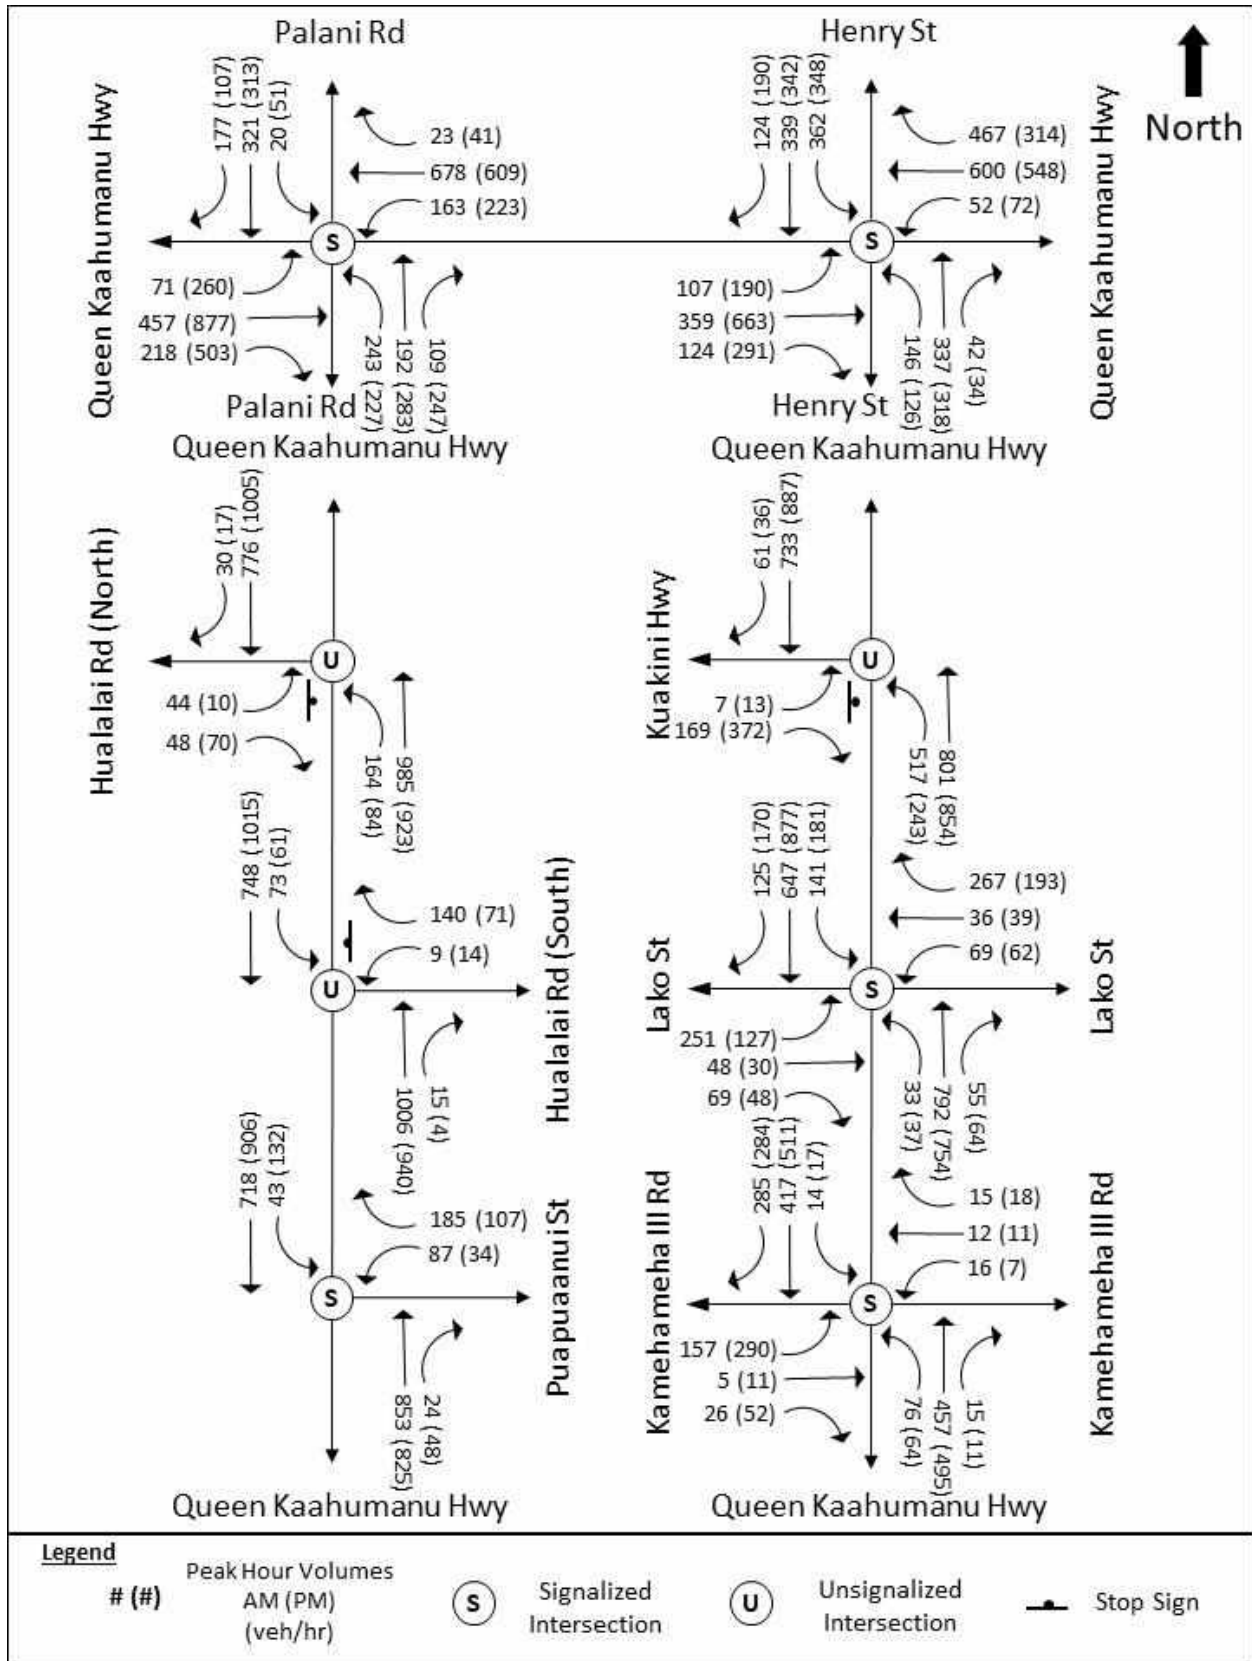 Palani Rd
Henry St
North
Queen Kaahumanu Hwy
177 (107)
321 (313)
20 (51)
23 (41)
678 (609)
163 (223)
S
71 (260)
457 (877)
218 (503)
243 (227)
192 (283)
109 (247)
Palani Rd
Queen Kaahumanu Hwy
124 (190)
339 (342)
362 (348)
467 (314)
600 (548)
52 (72)
S
107 (190)
359 (663)
124 (291)
146 (126)
337 (318)
42 (34)
Queen Kaahumanu Hwy
Henry St
Queen Kaahumanu Hwy
Hualalai Rd (North)
30 (17)
776 (1005)
U
44 (10)
48 (70)
164 (84)
985 (923)
748 (1015)
73 (61)
140 (71)
9 (14)
U
Hualalai Rd (South)
1006 (940)
15 (4)
718 (906)
43 (132)
185 (107)
87 (34)
S
Puapuaanui St
853 (825)
24 (48)
Queen Kaahumanu Hwy
Kuakini Hwy
61 (36)
733 (887)
U
7 (13)
169 (372)
517 (243)
801 (854)
125 (170)
647 (877)
141 (181)
267 (193)
36 (39)
69 (62)
Lako St
S
Lako St
251 (127)
48 (30)
69 (48)
33 (37)
792 (754)
55 (64)
285 (284)
417 (511)
14 (17)
15 (18)
12 (11)
16 (7)
Kamehameha III Rd
S
Kamehameha III Rd
157 (290)
5 (11)
26 (52)
76 (64)
457 (495)
15 (11)
Queen Kaahumanu Hwy
Legend
# (#)
Peak Hour Volumes
AM (PM)
(veh/hr)
S
Signalized
Intersection
U
Unsignalized
Intersection
Stop Sign